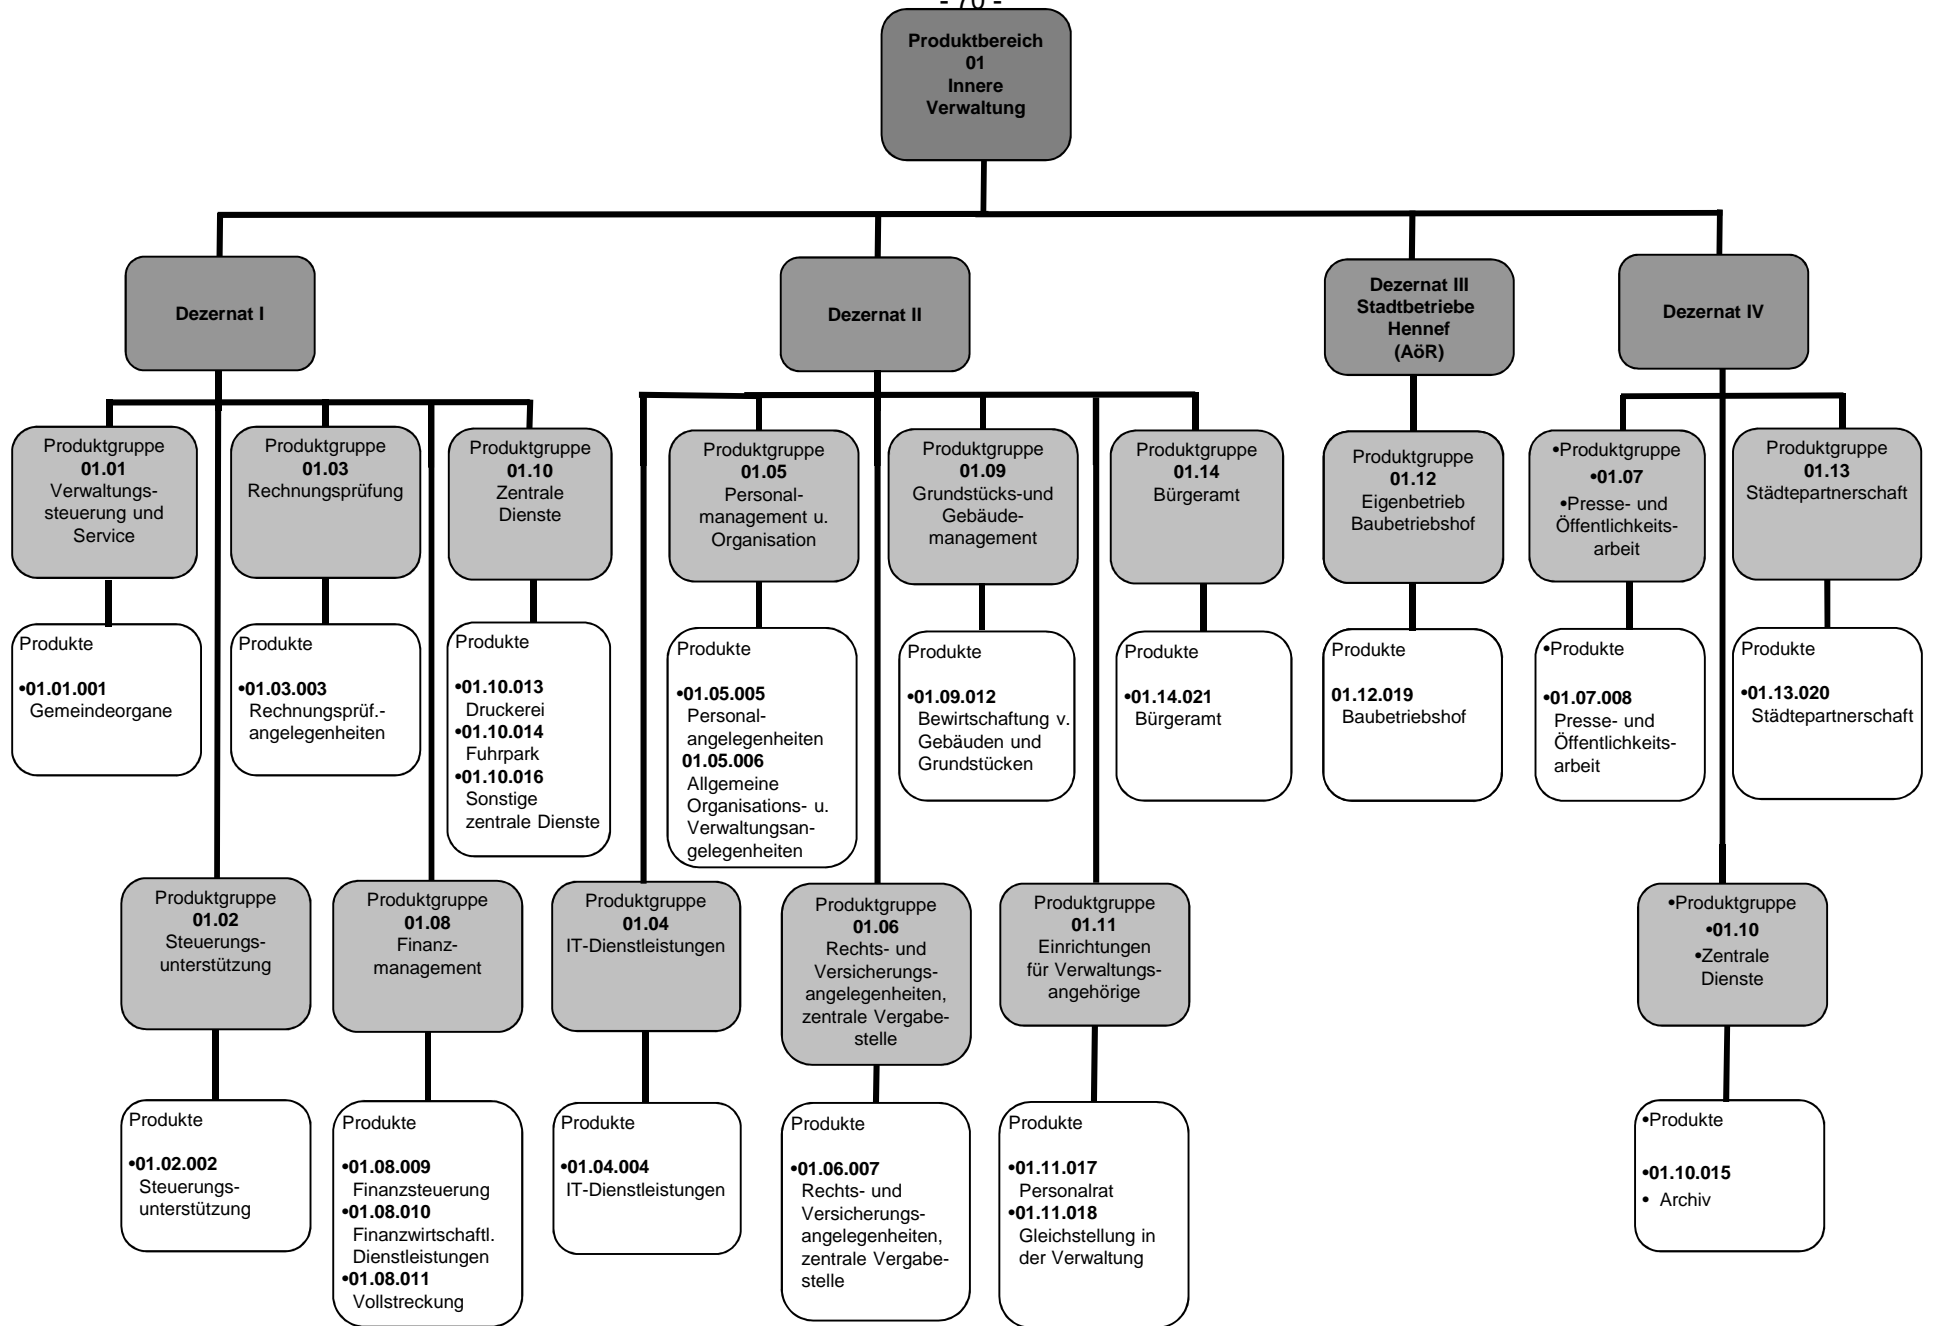 - 70 -
Produktbereich
01
Innere
Verwaltung
Dezernat I
Dezernat II
Dezernat III
Stadtbetriebe
Hennef
(AöR)
Dezernat IV
Produktgruppe
01.01
Verwaltungs-
steuerung und
Service
Produktgruppe
01.03
Rechnungsprüfung
Produktgruppe
01.10
Zentrale
Dienste
Produktgruppe
01.05
Personal-
management u.
Organisation
Produktgruppe
01.09
Grundstücks-und
Gebäude-
management
Produktgruppe
01.14
Bürgeramt
Produktgruppe
01.12
Eigenbetrieb
Baubetriebshof
•Produktgruppe
•01.07
•Presse- und
Öffentlichkeits-
arbeit
Produktgruppe
01.13
Städtepartnerschaft
Produkte
•01.01.001
Gemeindeorgane
Produkte
•01.03.003
Rechnungsprüf.-
angelegenheiten
Produkte
•01.10.013
Druckerei
•01.10.014
Fuhrpark
•01.10.016
Sonstige
zentrale Dienste
Produkte
•01.05.005
Personal-
angelegenheiten
01.05.006
Allgemeine
Organisations- u.
Verwaltungsan-
gelegenheiten
Produkte
•01.09.012
Bewirtschaftung v.
Gebäuden und
Grundstücken
Produkte
•01.14.021
Bürgeramt
Produkte
01.12.019
Baubetriebshof
•Produkte
•01.07.008
Presse- und
Öffentlichkeits-
arbeit
Produkte
•01.13.020
Städtepartnerschaft
Produktgruppe
01.02
Steuerungs-
unterstützung
Produktgruppe
01.08
Finanz-
management
Produktgruppe
01.04
IT-Dienstleistungen
Produktgruppe
01.06
Rechts- und
Versicherungs-
angelegenheiten,
zentrale Vergabe-
stelle
Produktgruppe
01.11
Einrichtungen
für Verwaltungs-
angehörige
•Produktgruppe
•01.10
•Zentrale
Dienste
Produkte
•01.02.002
Steuerungs-
unterstützung
Produkte
•01.08.009
Finanzsteuerung
•01.08.010
Finanzwirtschaftl.
Dienstleistungen
•01.08.011
Vollstreckung
Produkte
•01.04.004
IT-Dienstleistungen
Produkte
•01.06.007
Rechts- und
Versicherungs-
angelegenheiten,
zentrale Vergabe-
stelle
Produkte
•01.11.017
Personalrat
•01.11.018
Gleichstellung in
der Verwaltung
•Produkte
•01.10.015
• Archiv